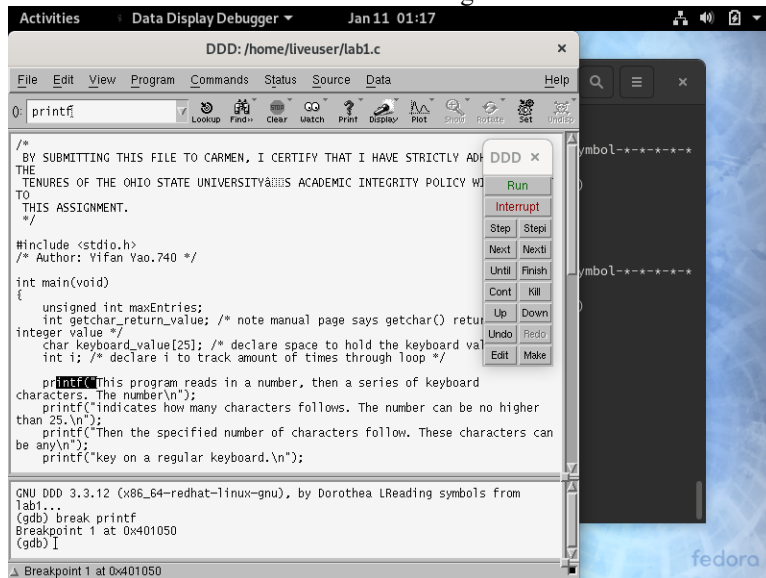 Activities
Data Display Debugger
Jan 11 01:17
DDD: /home/liveuser/lab1.c
File Edit View Program Commands Status Source Data Help
(): printf
Lookup Find» Clear Watch Print Display Plot Show Rotate Set Undisp
/*
BY SUBMITTING THIS FILE TO CARMEN, I CERTIFY THAT I HAVE STRICTLY
THE
TENURES OF THE OHIO STATE UNIVERSITYâ S ACADEMIC INTEGRITY POLICY
TO
THIS ASSIGNMENT.
*/
#include <stdio.h>
/* Author: Yifan Yao.740 */
int main(void)
{
unsigned int maxEntries;
int getchar_return_value; /* note manual page says getchar()
integer value */
char keyboard_value[25]; /* declare space to hold the keyboard
int i; /* declare i to track amount of times through loop */
printf("This program reads in a number, then a series of keyboard
characters. The number\n");
printf("indicates how many characters follows. The number can be no higher
than 25.\n");
printf("Then the specified number of characters follow. These characters can
be any\n");
printf("key on a regular keyboard.\n");
DDD ×
Run
Interrupt
Step Stepi
Next Nexti
Until Finish
Cont Kill
Up Down
Undo Redo
Edit Make
ymbol-*-*-*-*-*
)
ymbol-*-*-*-*-*
)
GNU DDD 3.3.12 (x86_64-redhat-linux-gnu), by Dorothea LReading symbols from
lab1...
(gdb) break printf
Breakpoint 1 at 0x401050
(gdb)
Breakpoint 1 at 0x401050
fedora